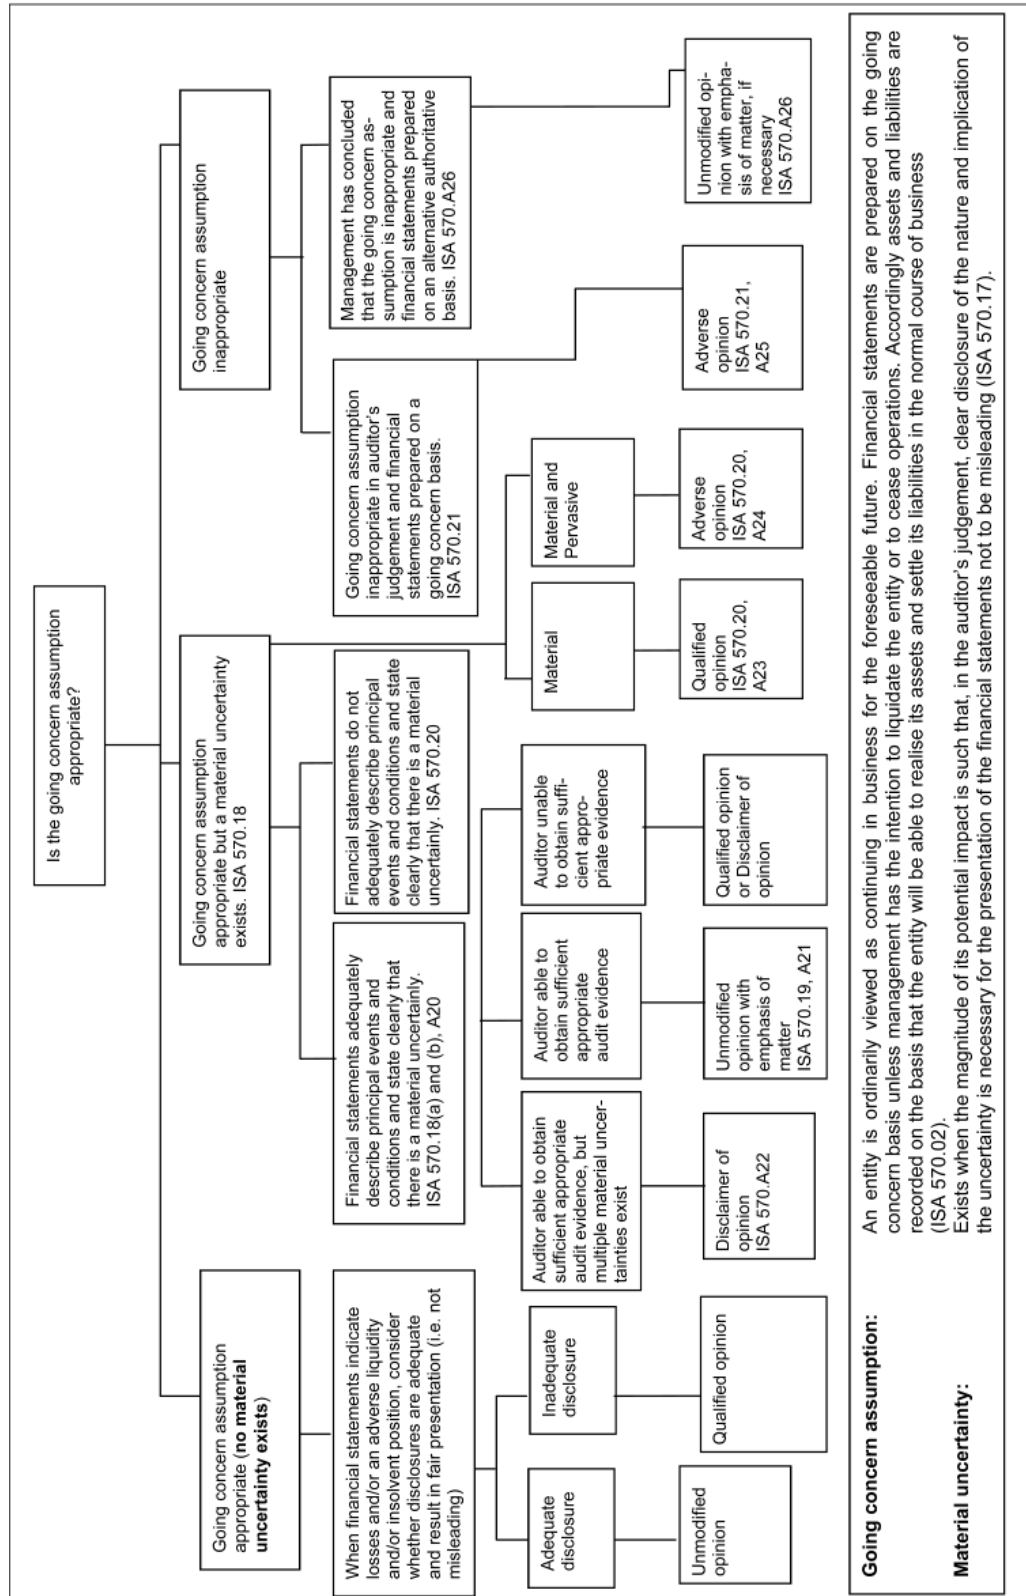 Is the going concern assumption
appropriate?
Going concern assumption
appropriate (no material
uncertainty exists)
Going concern assumption
appropriate but a material uncertainty
exists. ISA 570.18
Going concern assumption
inappropriate
When financial statements indicate
losses and/or an adverse liquidity
and/or insolvent position, consider
whether disclosures are adequate
and result in fair presentation (i.e. not
misleading)
Financial statements adequately
describe principal events and
conditions and state clearly that
there is a material uncertainly.
ISA 570.18(a) and (b), A20
Financial statements do not
adequately describe principal
events and conditions and state
clearly that there is a material
uncertainly. ISA 570.20
Going concern assumption
inappropriate in auditor's
judgement and financial
statements prepared on a
going concern basis.
ISA 570.21
Management has concluded
that the going concern as-
sumption is inappropriate and
financial statements prepared
on an alternative authoritative
basis. ISA 570.A26
Adequate
disclosure
Inadequate
disclosure
Auditor able to obtain
sufficient appropriate
audit evidence, but
multiple material uncer-
tainties exist
Auditor able to
obtain sufficient
appropriate
audit evidence
Auditor unable
to obtain suffi-
cient appro-
priate evidence
Material
Material and
Pervasive
Unmodified
opinion
Qualified opinion
Disclaimer of
opinion
ISA 570.A22
Unmodified
opinion with
emphasis of
matter
ISA 570.19, A21
Qualified opinion
or Disclaimer of
opinion
Qualified
opinion
ISA 570.20,
A23
Adverse
opinion
ISA 570.20,
A24
Adverse
opinion
ISA 570.21,
A25
Unmodified opi-
nion with empha-
sis of matter, if
necessary
ISA 570.A26
Going concern assumption:
An entity is ordinarily viewed as continuing in business for the foreseeable future. Financial statements are prepared on the going
concern basis unless management has the intention to liquidate the entity or to cease operations. Accordingly assets and liabilities are
recorded on the basis that the entity will be able to realise its assets and settle its liabilities in the normal course of business
(ISA 570.02).
Material uncertainty:
Exists when the magnitude of its potential impact is such that, in the auditor's judgement, clear disclosure of the nature and implication of
the uncertainty is necessary for the presentation of the financial statements not to be misleading (ISA 570.17).